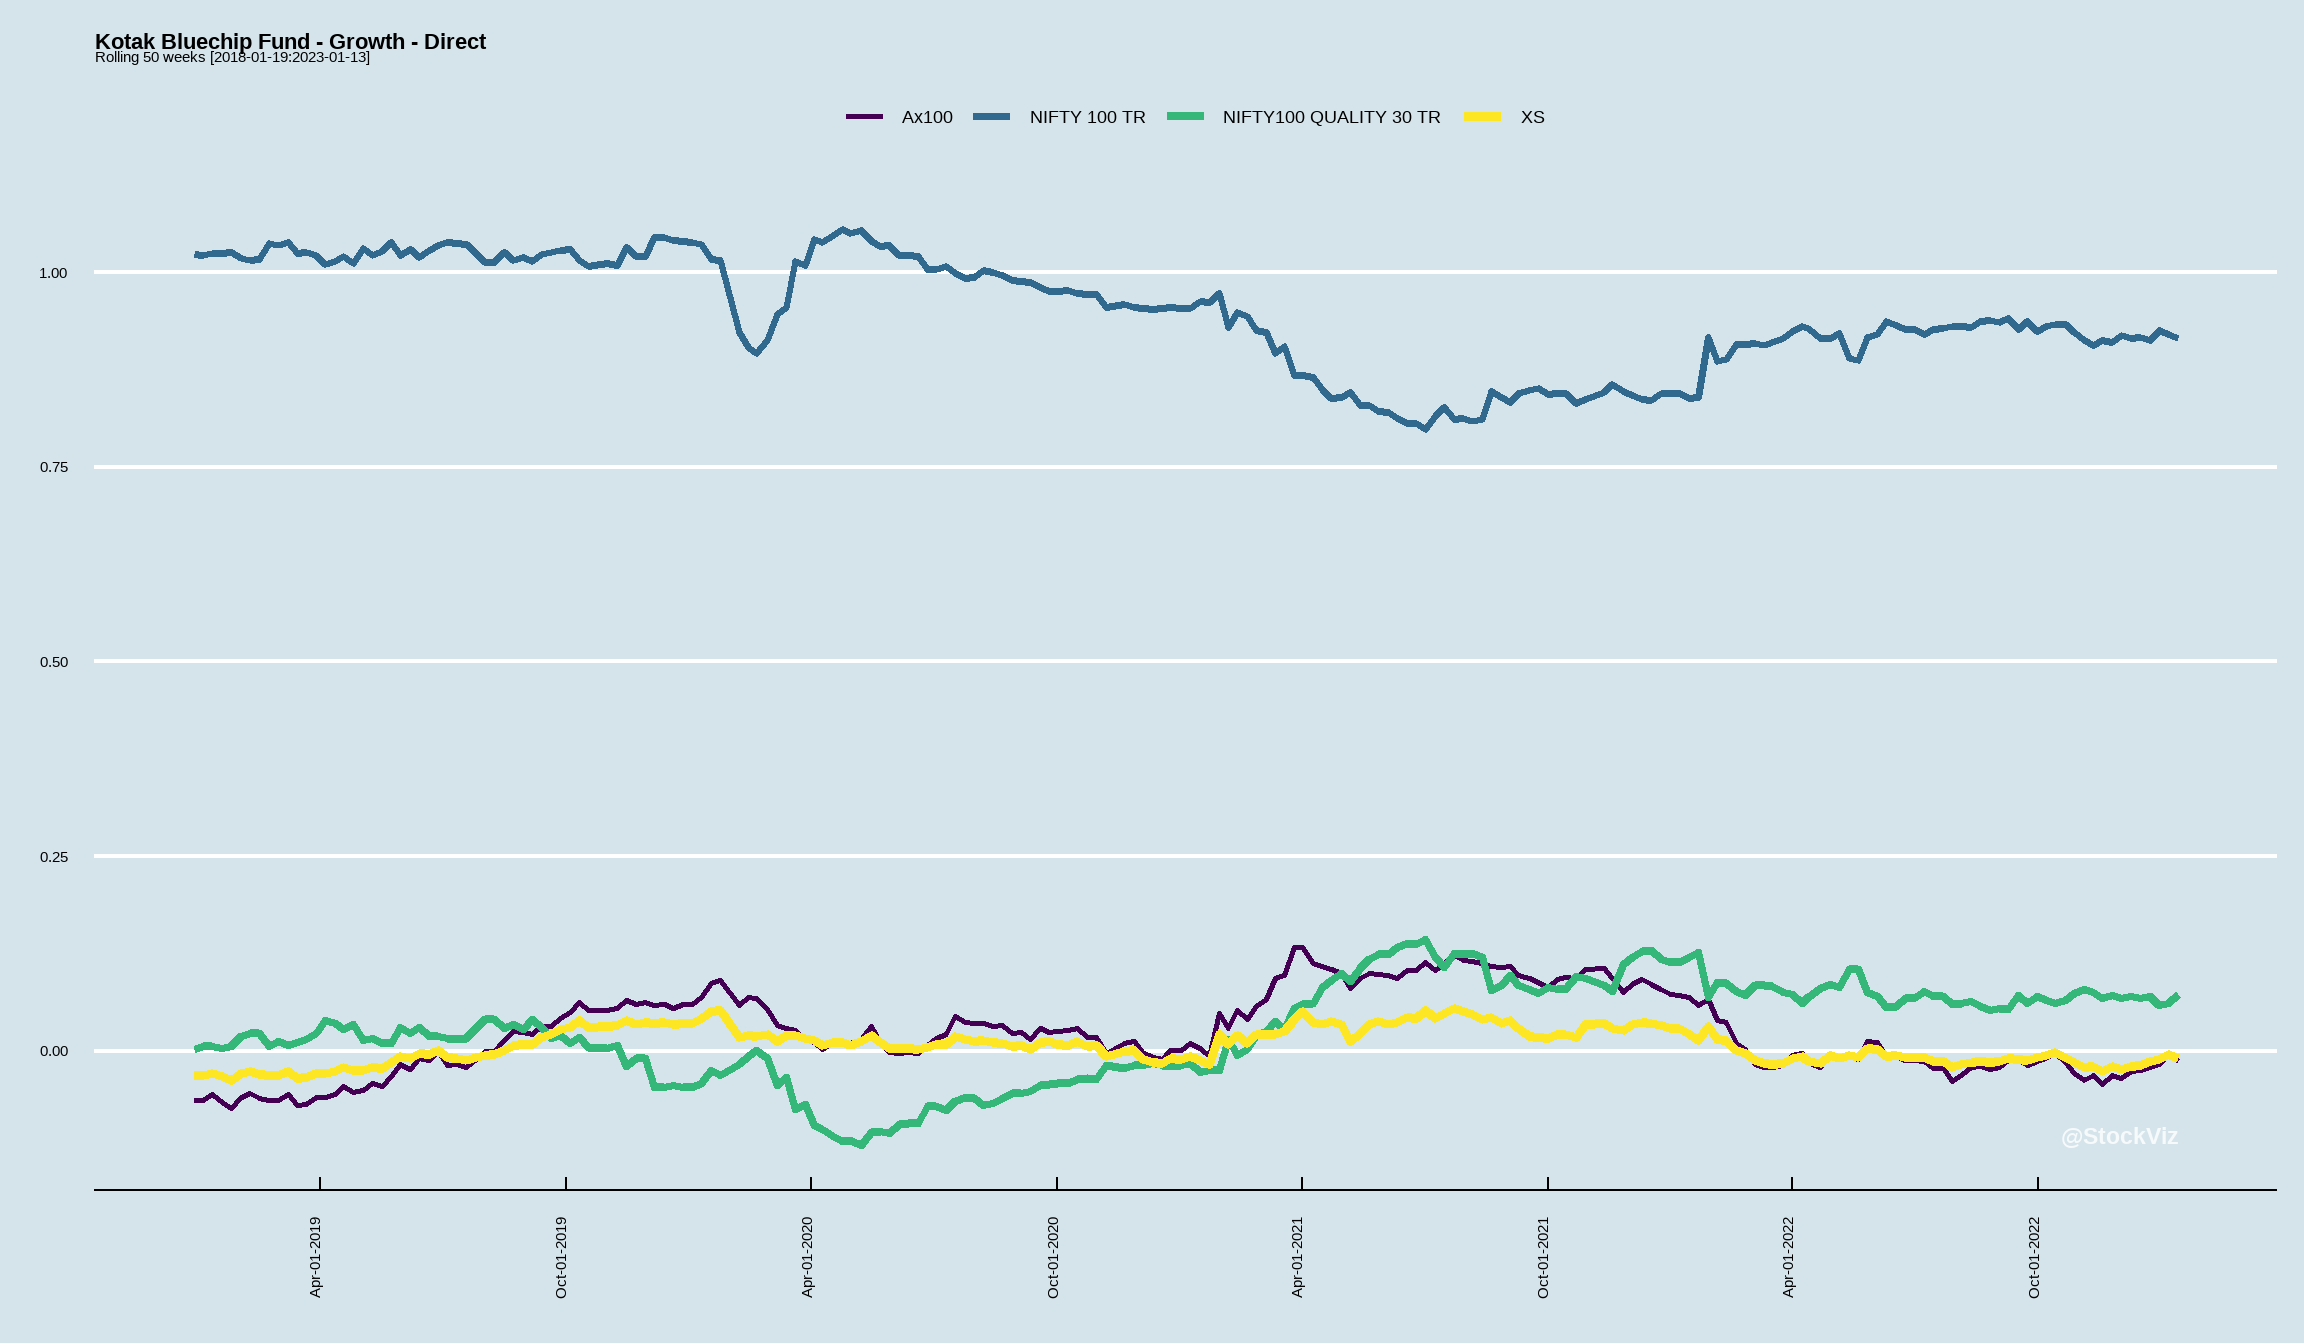 Kotak Bluechip Fund - Growth - Direct
Rolling 50 weeks [2018-01-19:2023-01-13]
Ax100 NIFTY 100 TR NIFTY100 QUALITY 30 TR XS
1.00
0.75
0.50
0.25
0.00
@StockViz
Apr-01-2019 Oct-01-2019 Apr-01-2020 Oct-01-2020 Apr-01-2021 Oct-01-2021 Apr-01-2022 Oct-01-2022